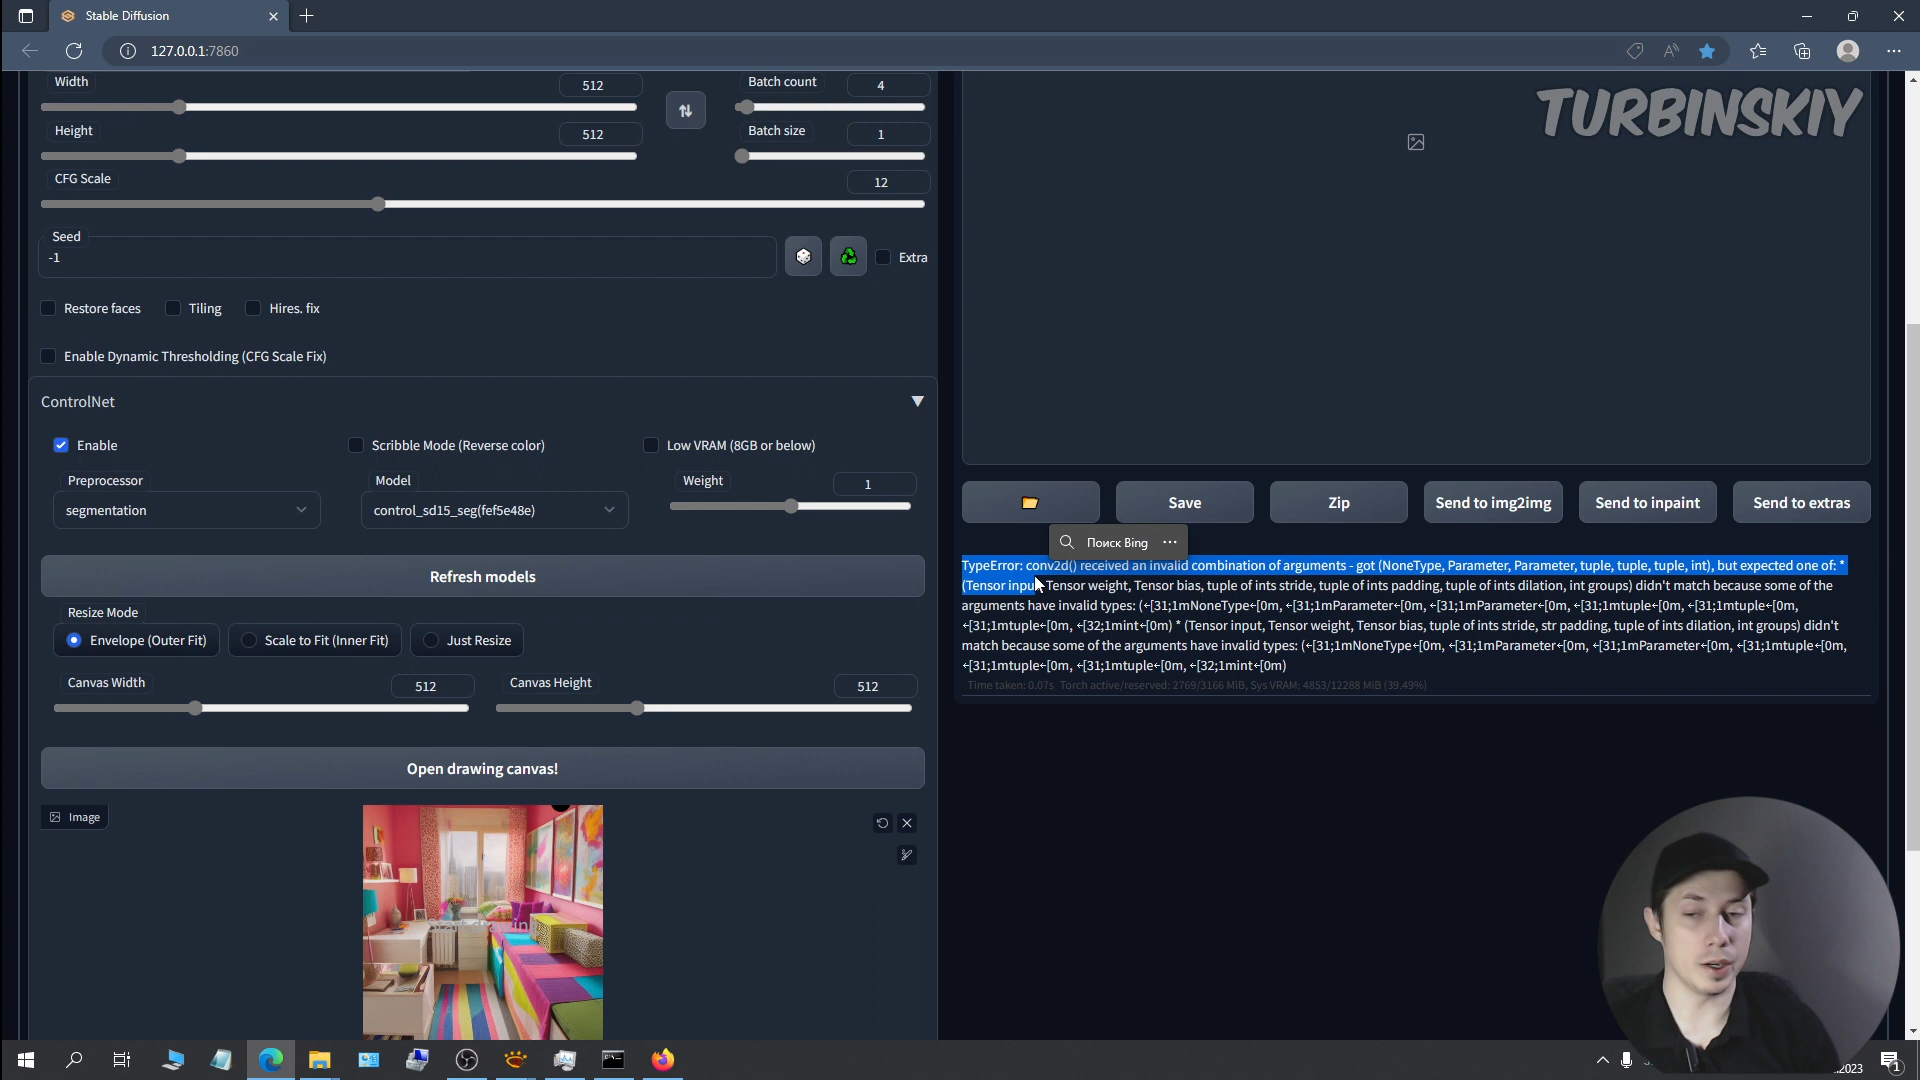 Stable Diffusion
127.0.0.1:7860
Width
512
Batch count
4
Height
512
Batch size
1
CFG Scale
12
Seed
-1
Extra
Restore faces
Tiling
Hires. fix
Enable Dynamic Thresholding (CFG Scale Fix)
ControlNet
Enable
Scribble Mode (Reverse color)
Low VRAM (8GB or below)
Preprocessor
segmentation
Model
control_sd15_seg(fef5e48e)
Weight
1
Refresh models
Resize Mode
Envelope (Outer Fit)
Scale to Fit (Inner Fit)
Just Resize
Canvas Width
512
Canvas Height
512
Open drawing canvas!
Image
TURBINSKIY
Save
Zip
Send to img2img
Send to inpaint
Send to extras
Поиск Bing
TypeError: conv2d() received an invalid combination of arguments - got (NoneType, Parameter, Parameter, tuple, tuple, tuple, int), but expected one of: *
(Tensor input, Tensor weight, Tensor bias, tuple of ints stride, tuple of ints padding, tuple of ints dilation, int groups) didn't match because some of the
arguments have invalid types: (←[31;1mNoneType←[0m, ←[31;1mParameter←[0m, ←[31;1mParameter←[0m, ←[31;1mtuple←[0m, ←[31;1mtuple←[0m,
←[31;1mtuple←[0m, ←[32;1mint←[0m) * (Tensor input, Tensor weight, Tensor bias, tuple of ints stride, str padding, tuple of ints dilation, int groups) didn't
match because some of the arguments have invalid types: (←[31;1mNoneType←[0m, ←[31;1mParameter←[0m, ←[31;1mParameter←[0m, ←[31;1mtuple←[0m,
←[31;1mtuple←[0m, ←[31;1mtuple←[0m, ←[32;1mint←[0m)
Time taken: 0.07s Torch active/reserved: 2769/3166 MiB, Sys VRAM: 4853/12288 MiB (39.49%)
.2023
1